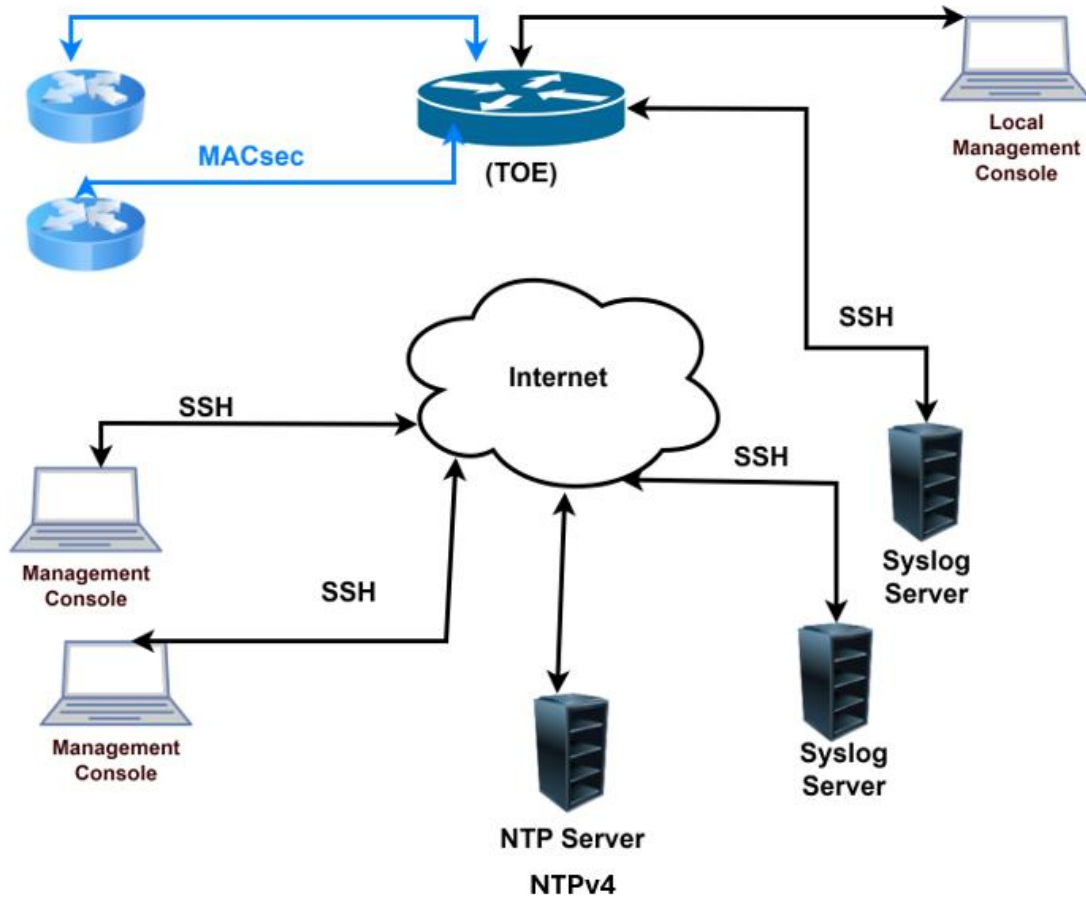 MACsec
(TOE)
Local
Management
Console
SSH
Internet
SSH
SSH
Syslog
Server
Management
Console
SSH
Syslog
Server
Management
Console
NTP Server
NTPv4